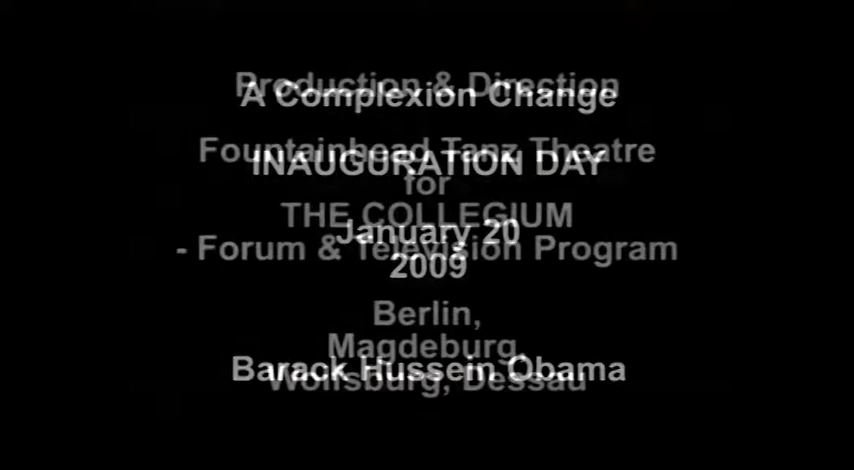 Production & Direction
A Complexion Change
Fountainhead Tanz Theatre
INAUGURATION DAY
for
THE COLLEGIUM
January 20
- Forum & Television Program
2009
Berlin,
Magdeburg,
Barack Hussein Obama
Wolfsburg, Dessau